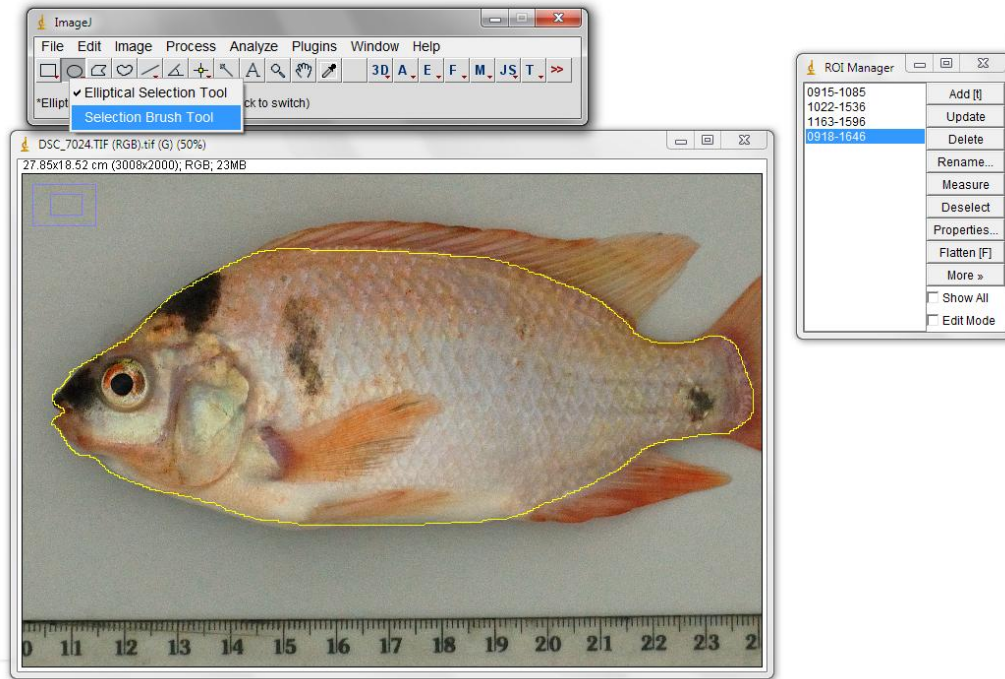 ImageJ
File Edit Image Process Analyze Plugins Window Help
A 3D A E F M JS T >>
*Ellipt
ck to switch)
✓ Elliptical Selection Tool
Selection Brush Tool
DSC_7024.TIF (RGB).tif (G) (50%)
27.85x18.52 cm (3008x2000); RGB; 23MB
0 11 12 13 14 15 16 17 18 19 20 21 22 23 2
ROI Manager
0915-1085
1022-1536
1163-1596
0918-1646
Add [t]
Update
Delete
Rename...
Measure
Deselect
Properties...
Flatten [F]
More »
Show All
Edit Mode